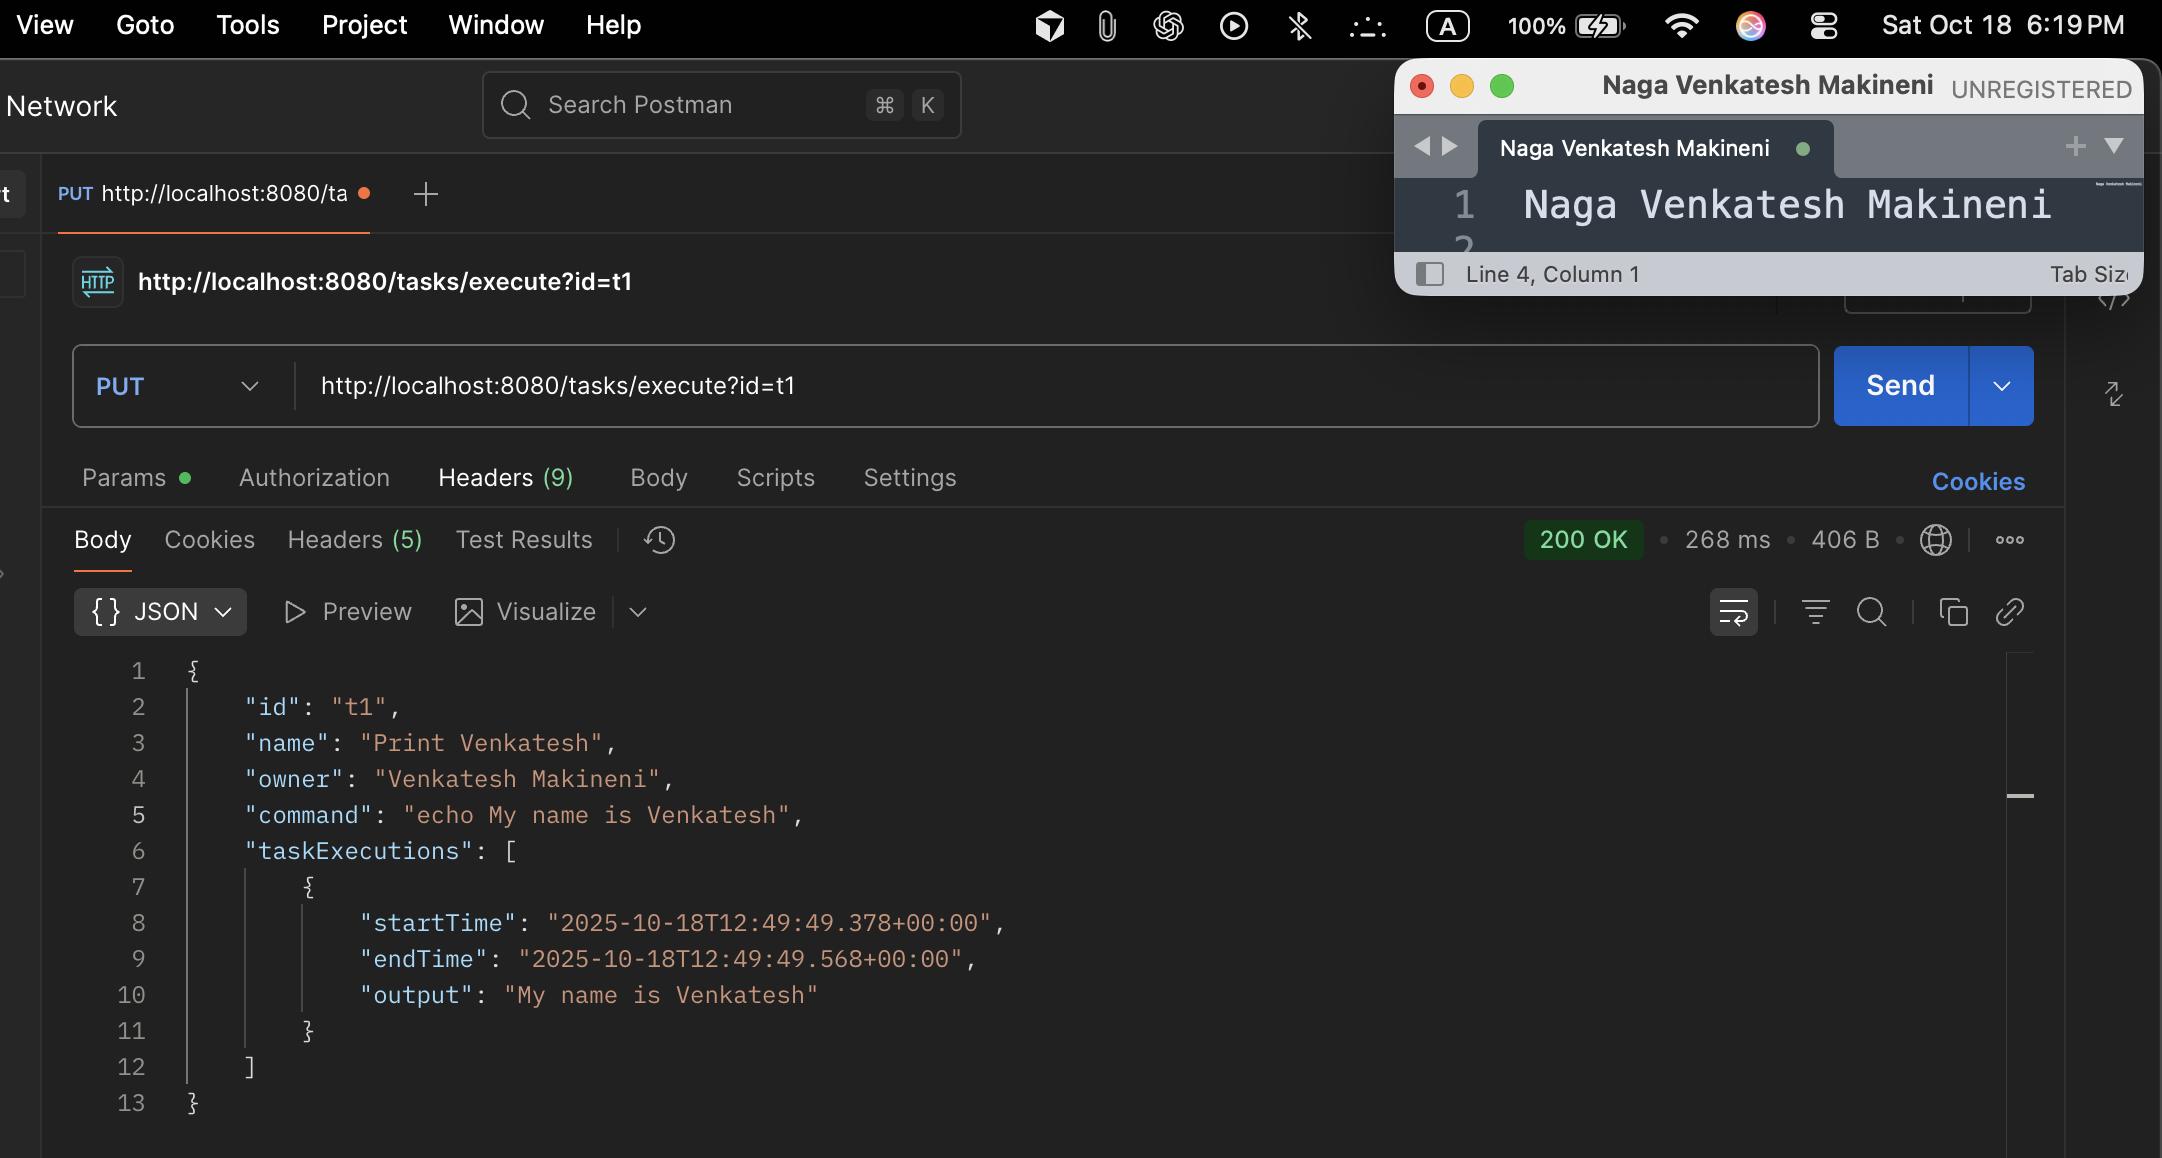 View Goto Tools Project Window Help A 100% Sat Oct 18 6:19 PM
Network
Search Postman ⌘ K
Naga Venkatesh Makineni UNREGISTERED
Naga Venkatesh Makineni
1 Naga Venkatesh Makineni
2
Line 4, Column 1 Tab Siz
t
PUT http://localhost:8080/ta
HTTP http://localhost:8080/tasks/execute?id=t1
PUT http://localhost:8080/tasks/execute?id=t1 Send
Params Authorization Headers (9) Body Scripts Settings Cookies
Body Cookies Headers (5) Test Results 200 OK • 268 ms • 406 B
{} JSON Preview Visualize
1 {
2 "id": "t1",
3 "name": "Print Venkatesh",
4 "owner": "Venkatesh Makineni",
5 "command": "echo My name is Venkatesh",
6 "taskExecutions": [
7 {
8 "startTime": "2025-10-18T12:49:49.378+00:00",
9 "endTime": "2025-10-18T12:49:49.568+00:00",
10 "output": "My name is Venkatesh"
11 }
12 ]
13 }